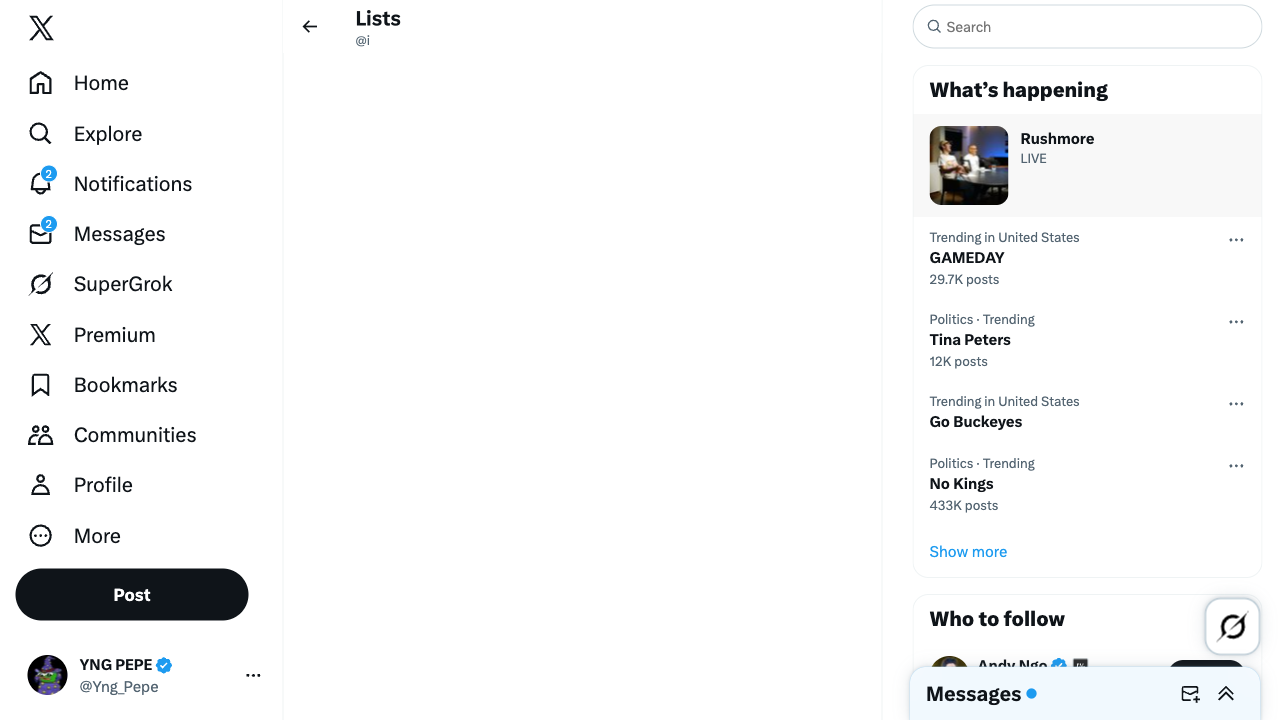 Home
Explore
2
Notifications
2
Messages
SuperGrok
Premium
Bookmarks
Communities
Profile
More
Post
YNG PEPE
@Yng_Pepe
Lists
@i
Search
What's happening
Rushmore
LIVE
Trending in United States
GAMEDAY
29.7K posts
Politics · Trending
Tina Peters
12K posts
Trending in United States
Go Buckeyes
Politics · Trending
No Kings
433K posts
Show more
Who to follow
Andy Ngo
Messages